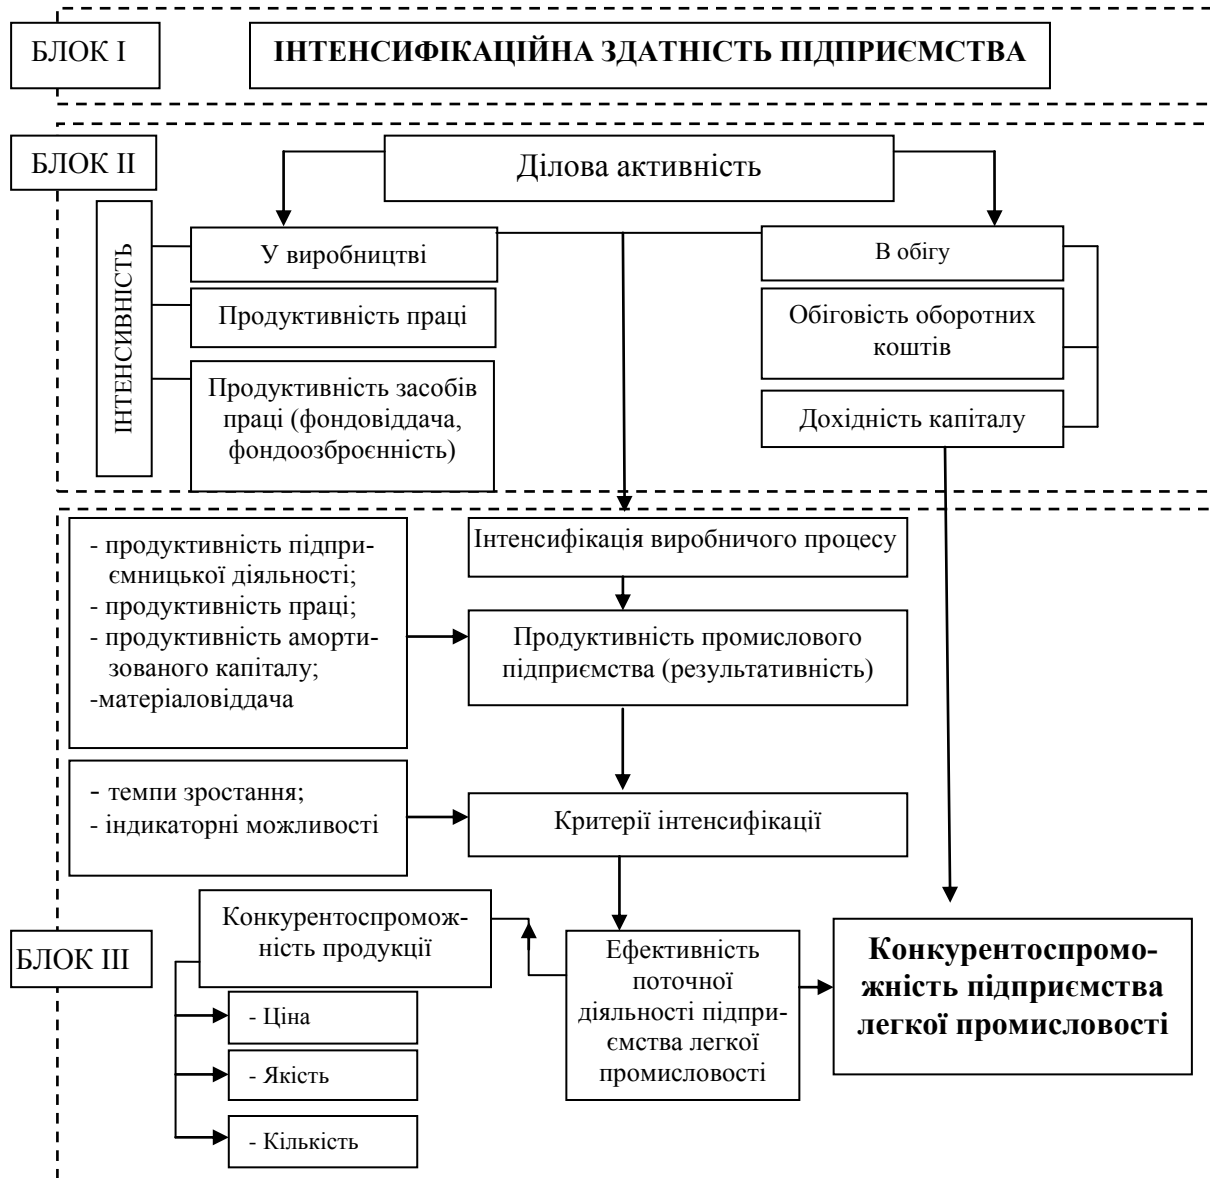 БЛОК І
ІНТЕНСИФІКАЦІЙНА ЗДАТНІСТЬ ПІДПРИЄМСТВА
БЛОК ІІ
Ділова активність
ІНТЕНСИВНІСТЬ
У виробництві
Продуктивність праці
Продуктивність засобів
праці (фондовіддача,
фондоозброєнність)
В обігу
Обіговість оборотних
коштів
Дохідність капіталу
- продуктивність підпри-
ємницької діяльності;
- продуктивність праці;
- продуктивність аморти-
зованого капіталу;
-матеріаловіддача
Інтенсифікація виробничого процесу
Продуктивність промислового
підприємства (результативність)
- темпи зростання;
- індикаторні можливості
Критерії інтенсифікації
БЛОК ІІІ
Конкурентоспромож-
ність продукції
- Ціна
- Якість
- Кількість
Ефективність
поточної
діяльності підпри-
ємства легкої
промисловості
Конкурентоспромо-
жність підприємства
легкої промисловості